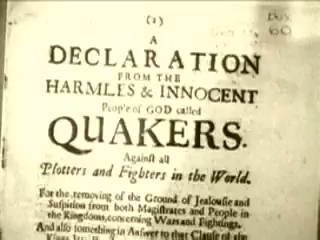 (1)
A
DECLARATION
FROM THE
HARMLES & INNOCENT
People of GOD called
QUAKERS.
Against all
Plotters and Fighters in the World.
For the removing of the Ground of Jealousie and
Suspition from both Magistrates and People in
the Kingdome, concerning Wars and Fightings.
And also something in Answer to that Clause of the